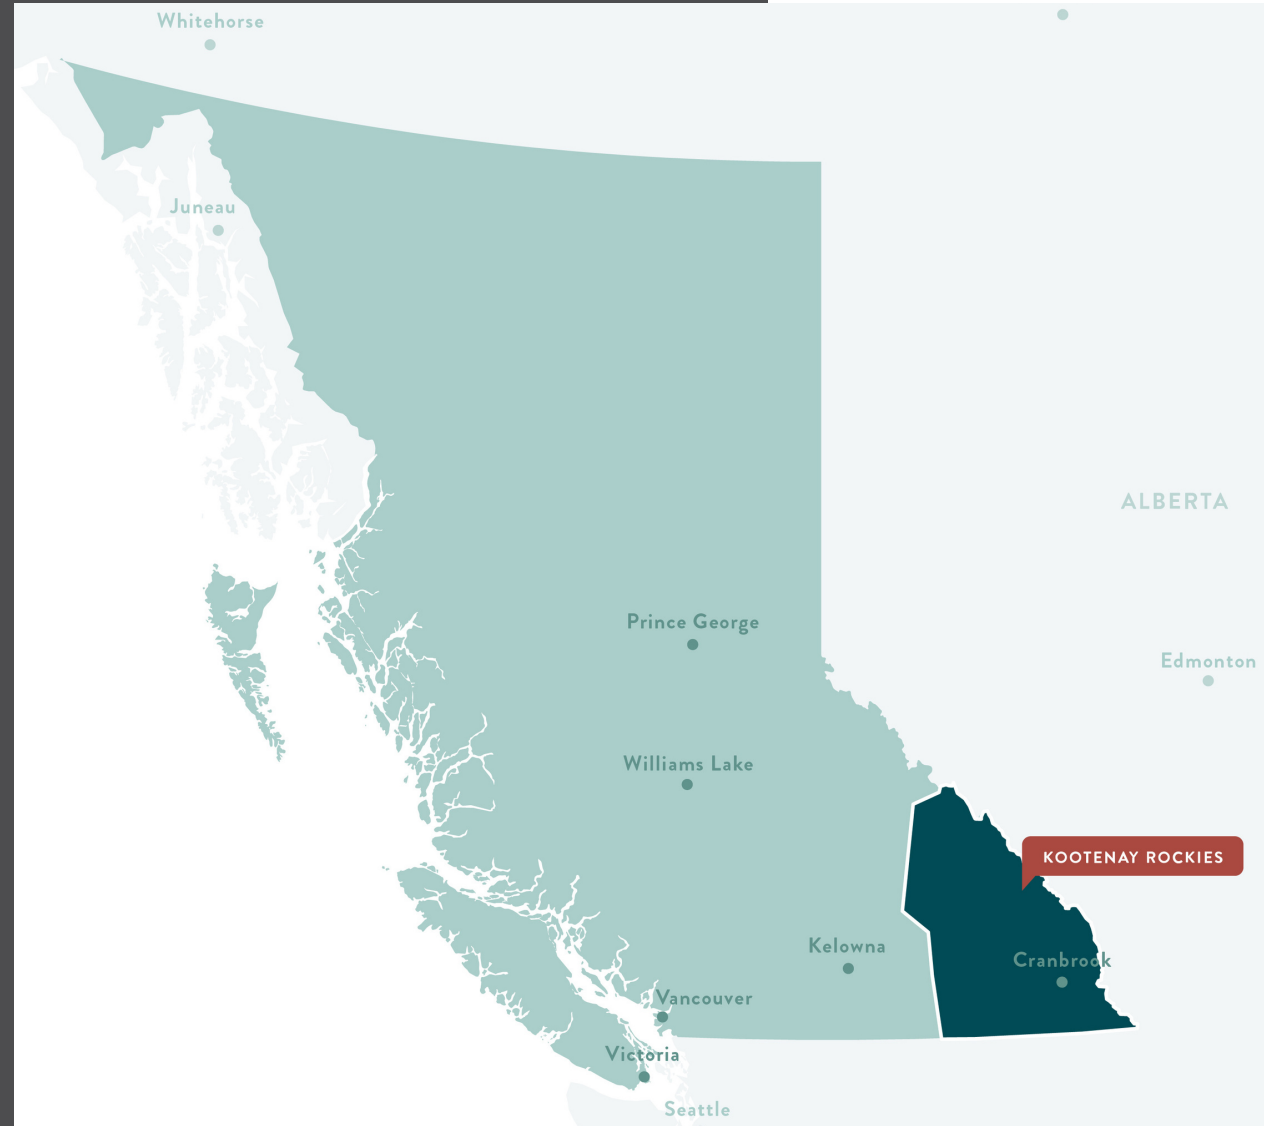 Whitehorse
Juneau
ALBERTA
Prince George
Edmonton
Williams Lake
KOOTENAY ROCKIES
Kelowna
Cranbrook
Vancouver
Victoria
Seattle